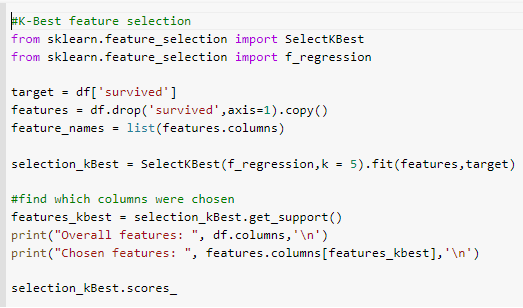 #K-Best feature selection
from sklearn.feature_selection import SelectKBest
from sklearn.feature_selection import f_regression
target = df['survived']
features = df.drop('survived',axis=1).copy()
feature_names = list(features.columns)
selection_kBest = SelectKBest(f_regression,k = 5).fit(features,target)
#find which columns were chosen
features_kbest = selection_kBest.get_support()
print("Overall features: ", df.columns,'\n')
print("Chosen features: ", features.columns[features_kbest],'\n')
selection_kBest.scores_